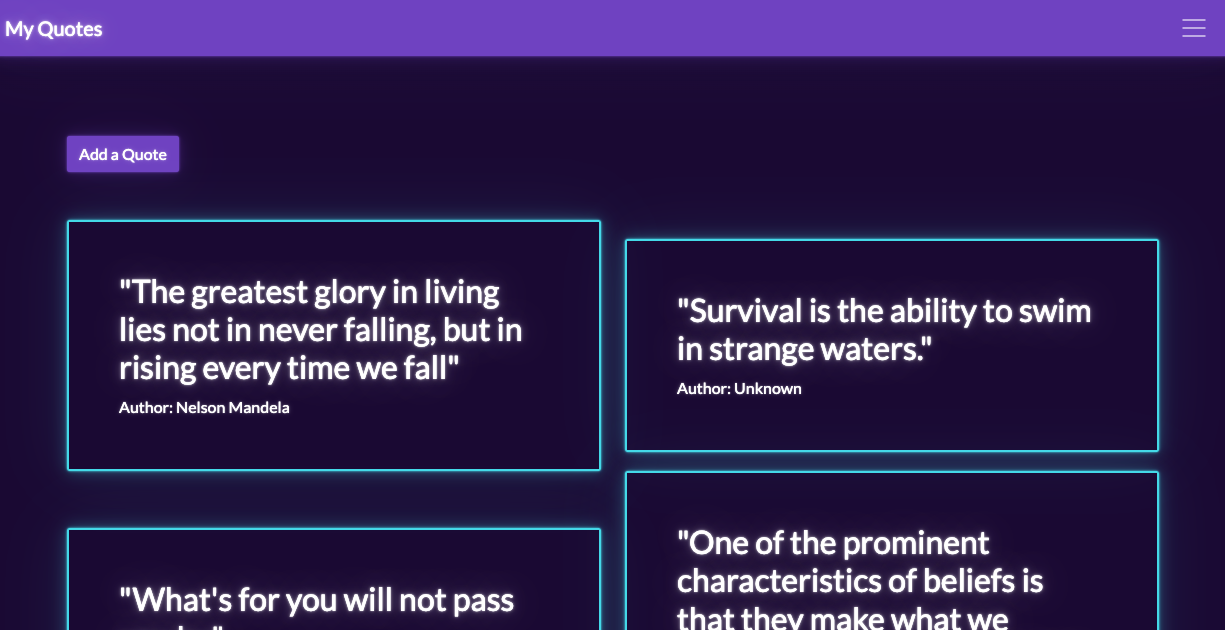 My Quotes
Add a Quote
"The greatest glory in living
lies not in never falling, but in
rising every time we fall"
Author: Nelson Mandela
"Survival is the ability to swim
in strange waters."
Author: Unknown
"What's for you will not pass
"One of the prominent
characteristics of beliefs is
that they make what we